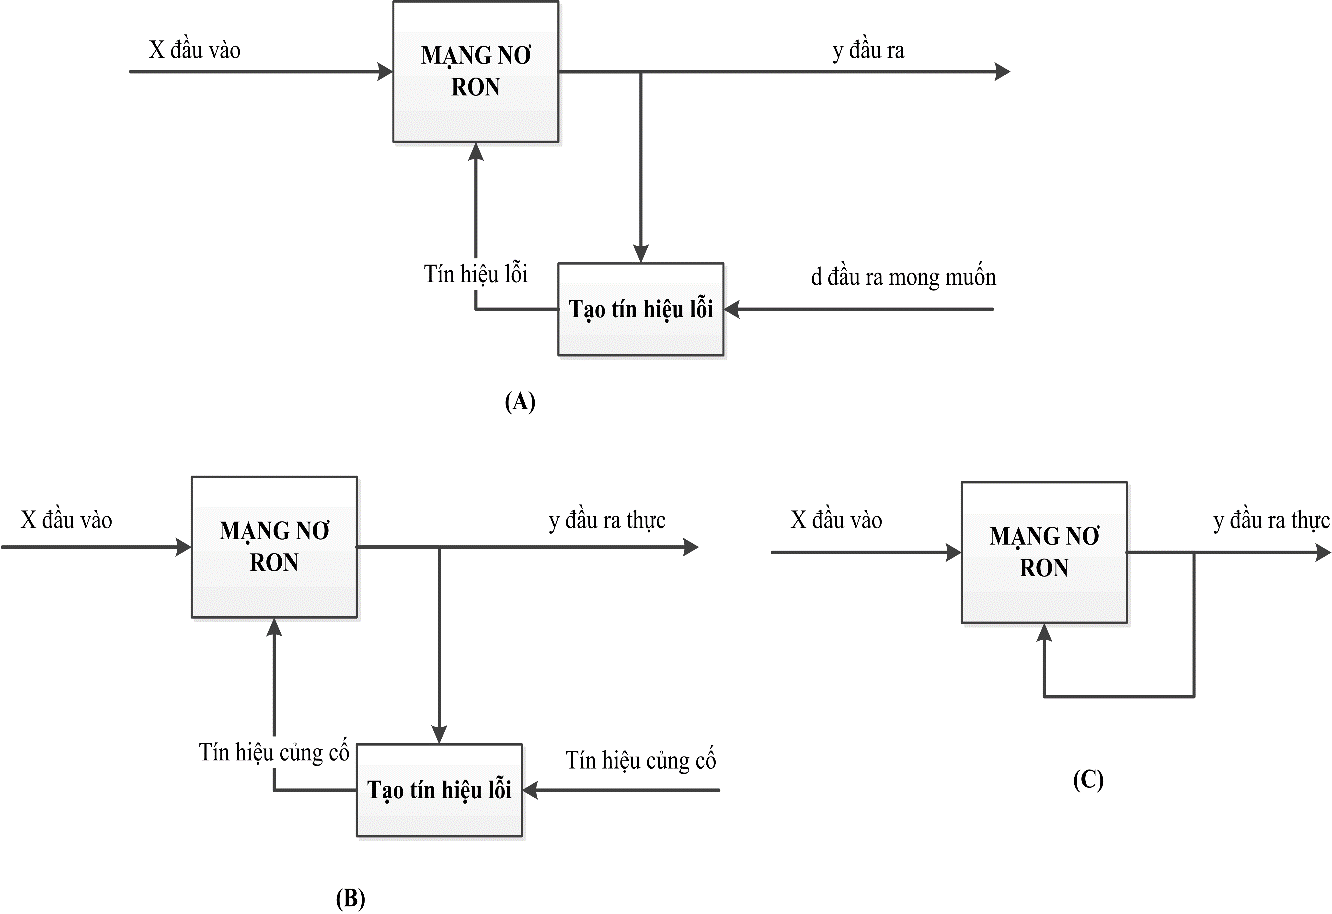 X đầu vào
MẠNG NƠ
RON
y đầu ra
Tín hiệu lỗi
Tạo tín hiệu lỗi
d đầu ra mong muốn
(A)
X đầu vào
MẠNG NƠ
RON
y đầu ra thực
Tín hiệu củng cố
Tạo tín hiệu lỗi
Tín hiệu củng cố
(B)
X đầu vào
MẠNG NƠ
RON
y đầu ra thực
(C)